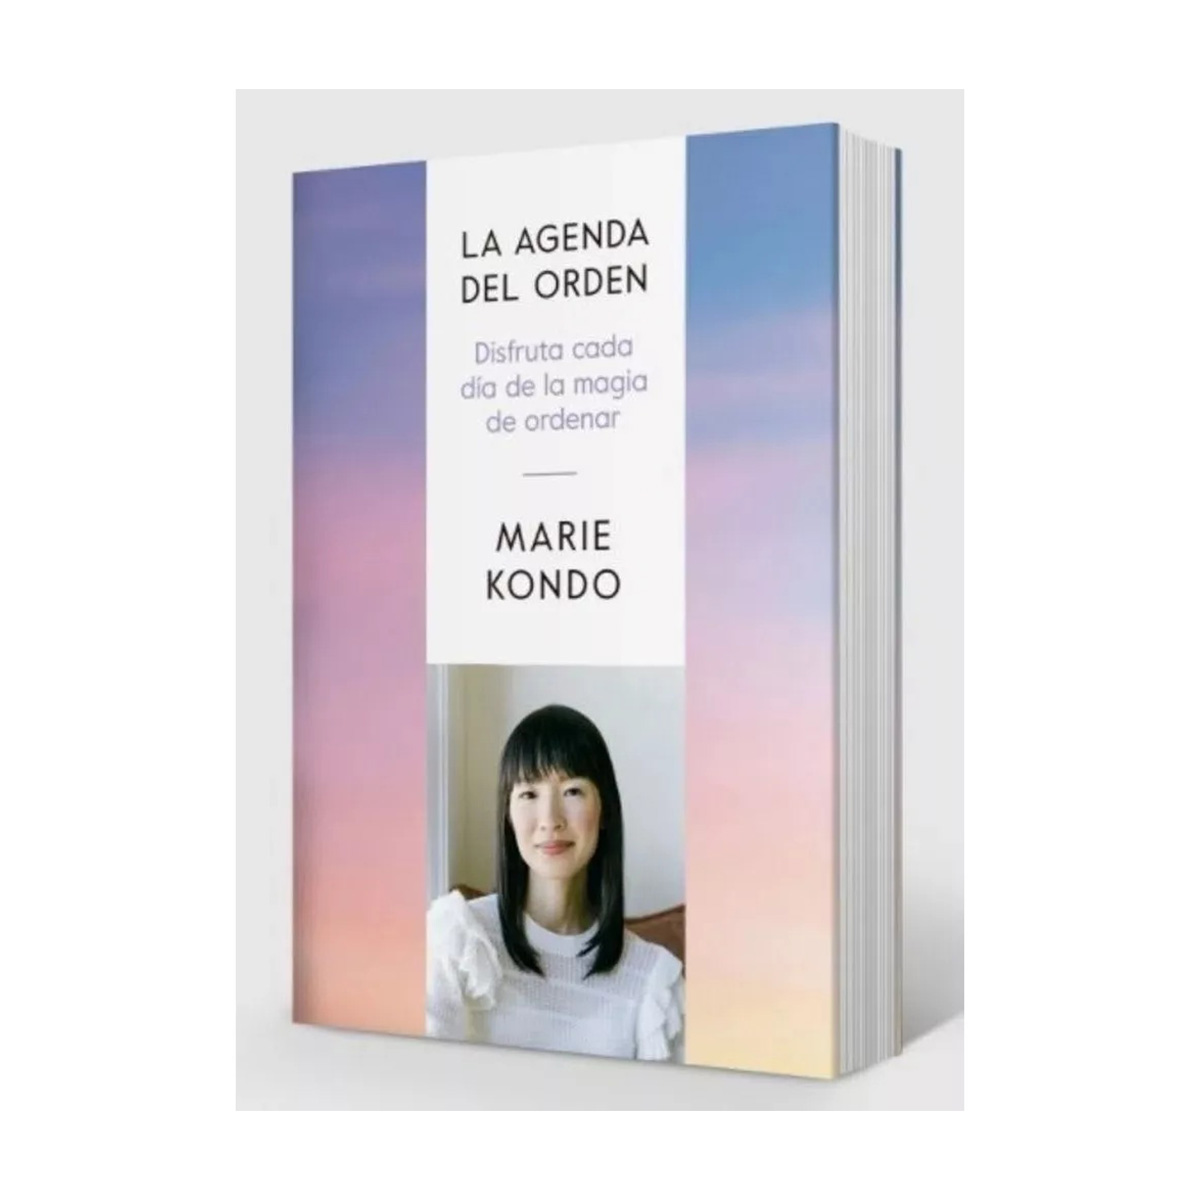 LA AGENDA
DEL ORDEN
Disfruta cada
día de la magia
de ordenar
MARIE
KONDO